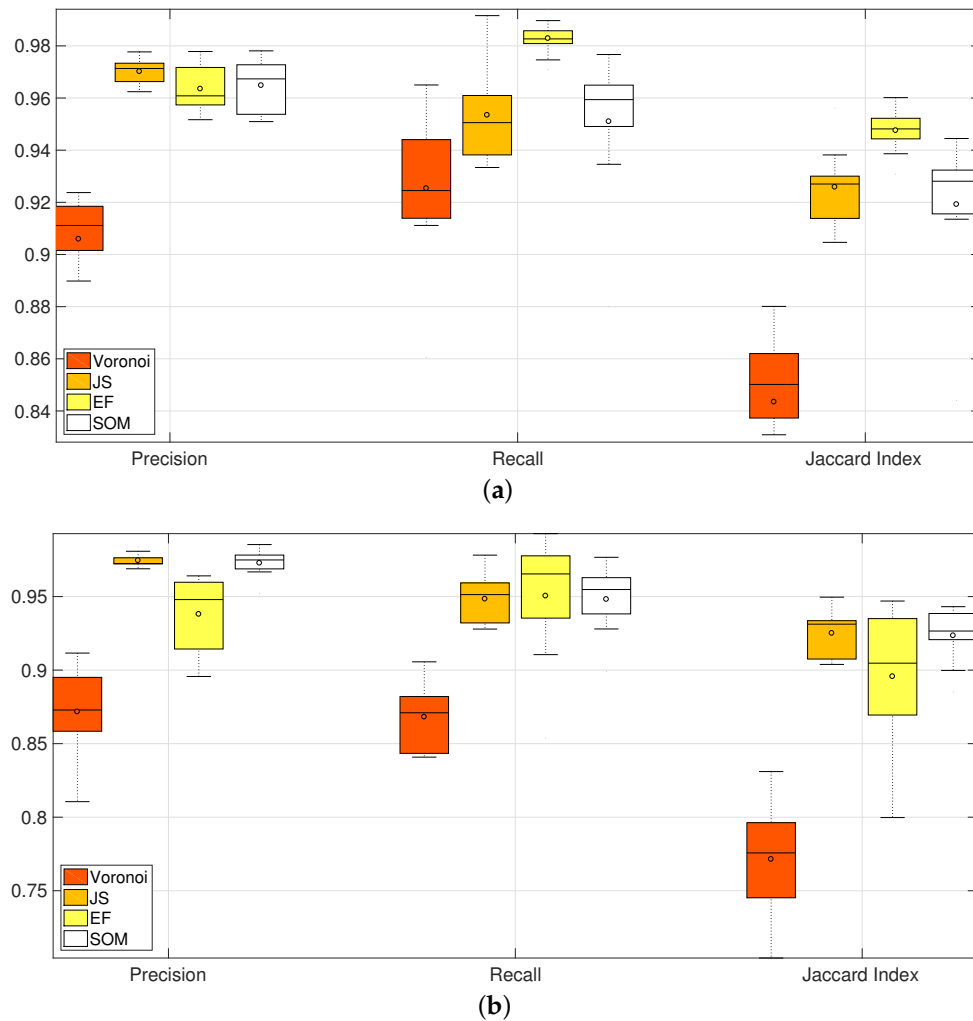 0.98
0.96
0.94
0.92
0.9
0.88
0.86
0.84
Voronoi
JS
EF
SOM
Precision Recall Jaccard Index
(a)
0.95
0.9
0.85
0.8
0.75
Voronoi
JS
EF
SOM
Precision Recall Jaccard Index
(b)